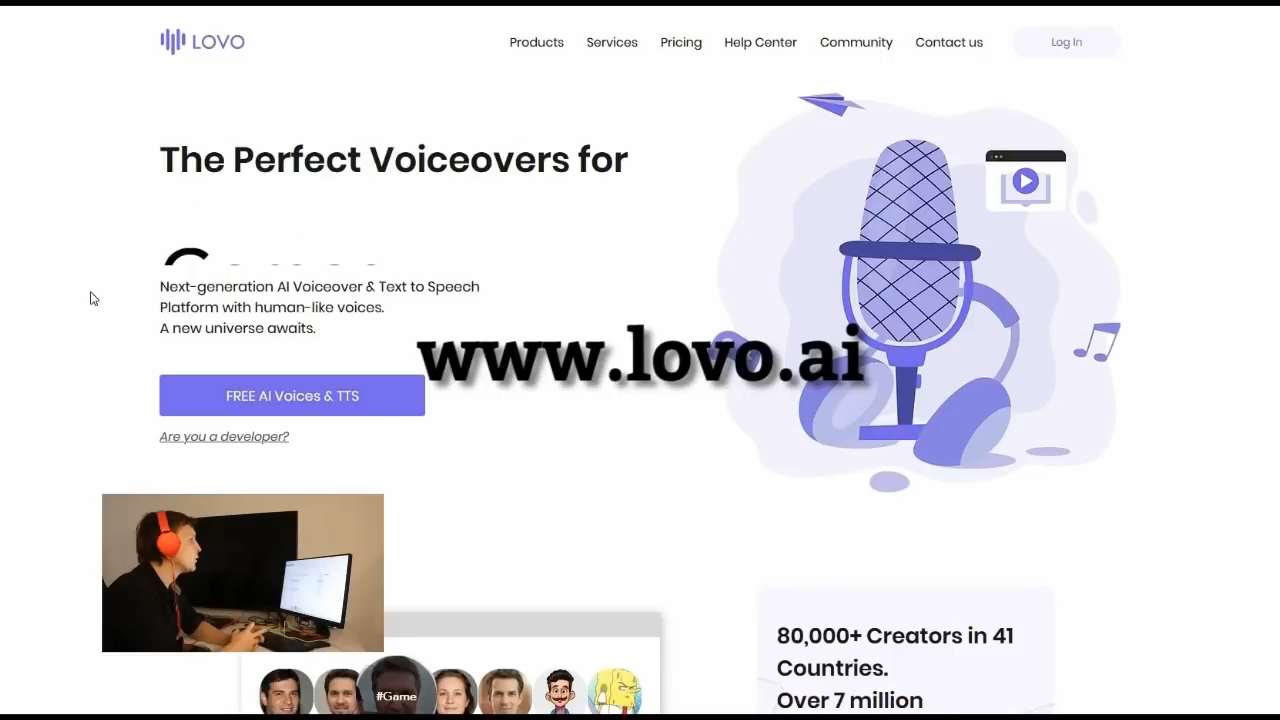 LOVO
Products Services Pricing Help Center Community Contact us Log In
The Perfect Voiceovers for
Next-generation AI Voiceover & Text to Speech
Platform with human-like voices.
A new universe awaits.
www.lovo.ai
FREE AI Voices & TTS
Are you a developer?
80,000+ Creators in 41
Countries.
Over 7 million
#Game